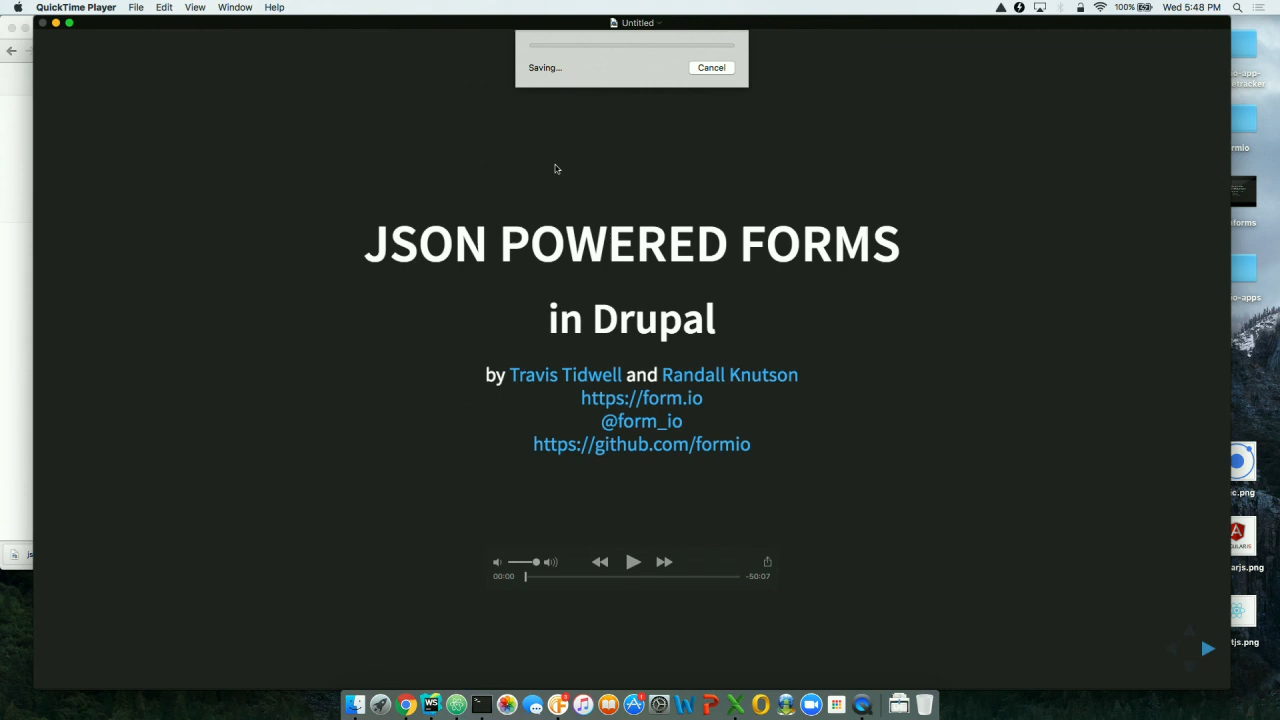 QuickTime Player File Edit View Window Help
100%
Wed 5:48 PM
Untitled
Saving...
Cancel
JSON POWERED FORMS
in Drupal
by Travis Tidwell and Randall Knutson
https://form.io
@form_io
https://github.com/formio
00:00
-50:07